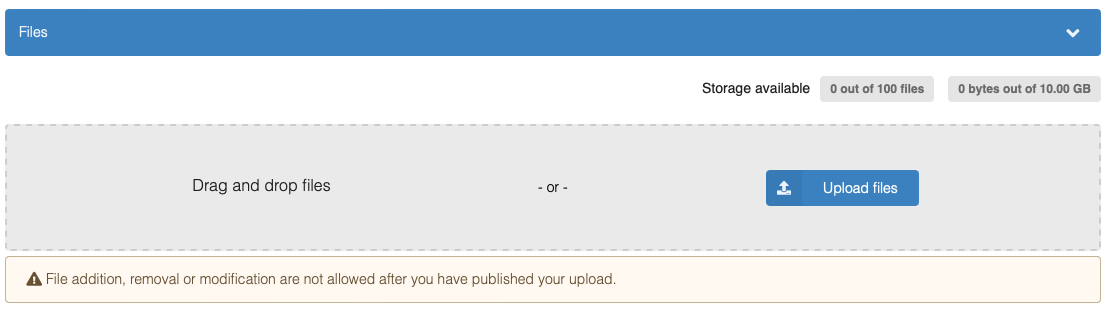 Files
Storage available 0 out of 100 files 0 bytes out of 10.00 GB
Drag and drop files - or - Upload files
File addition, removal or modification are not allowed after you have published your upload.